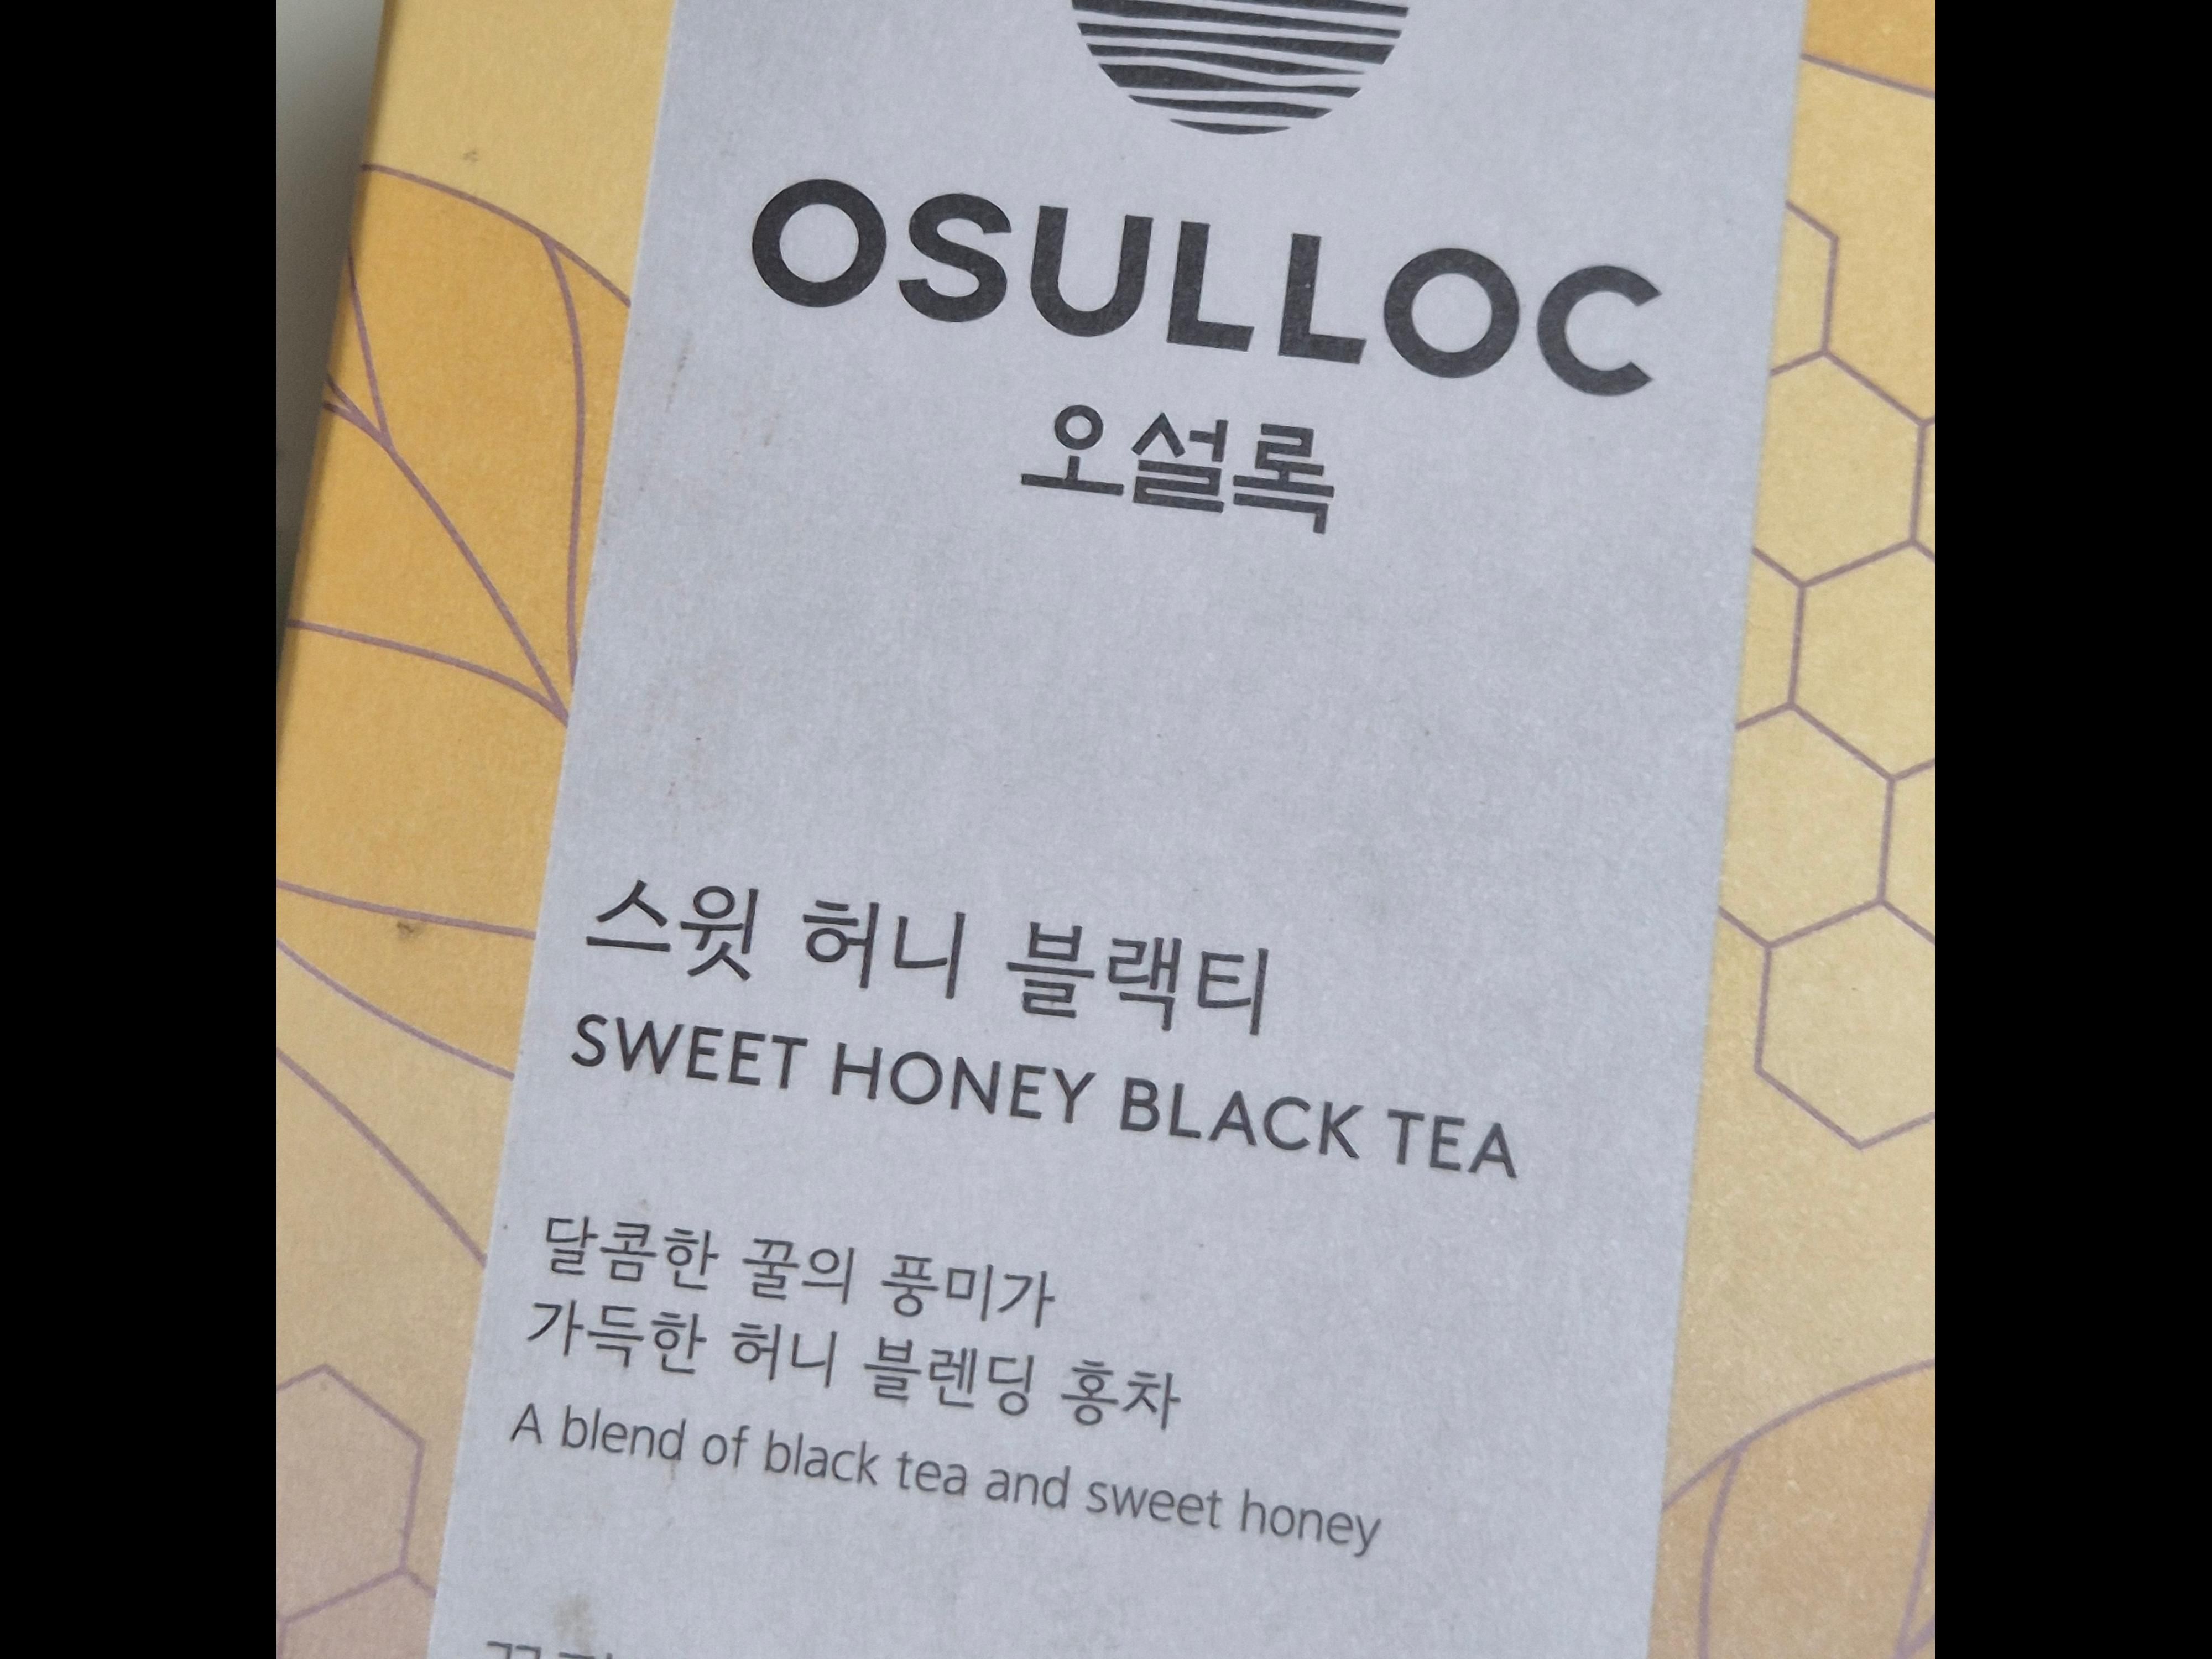 OSULLOC
오설록
스윗 허니 블랙티
SWEET HONEY BLACK TEA
달콤한 꿀의 풍미가
가득한 허니 블렌딩 홍차
A blend of black tea and sweet honey